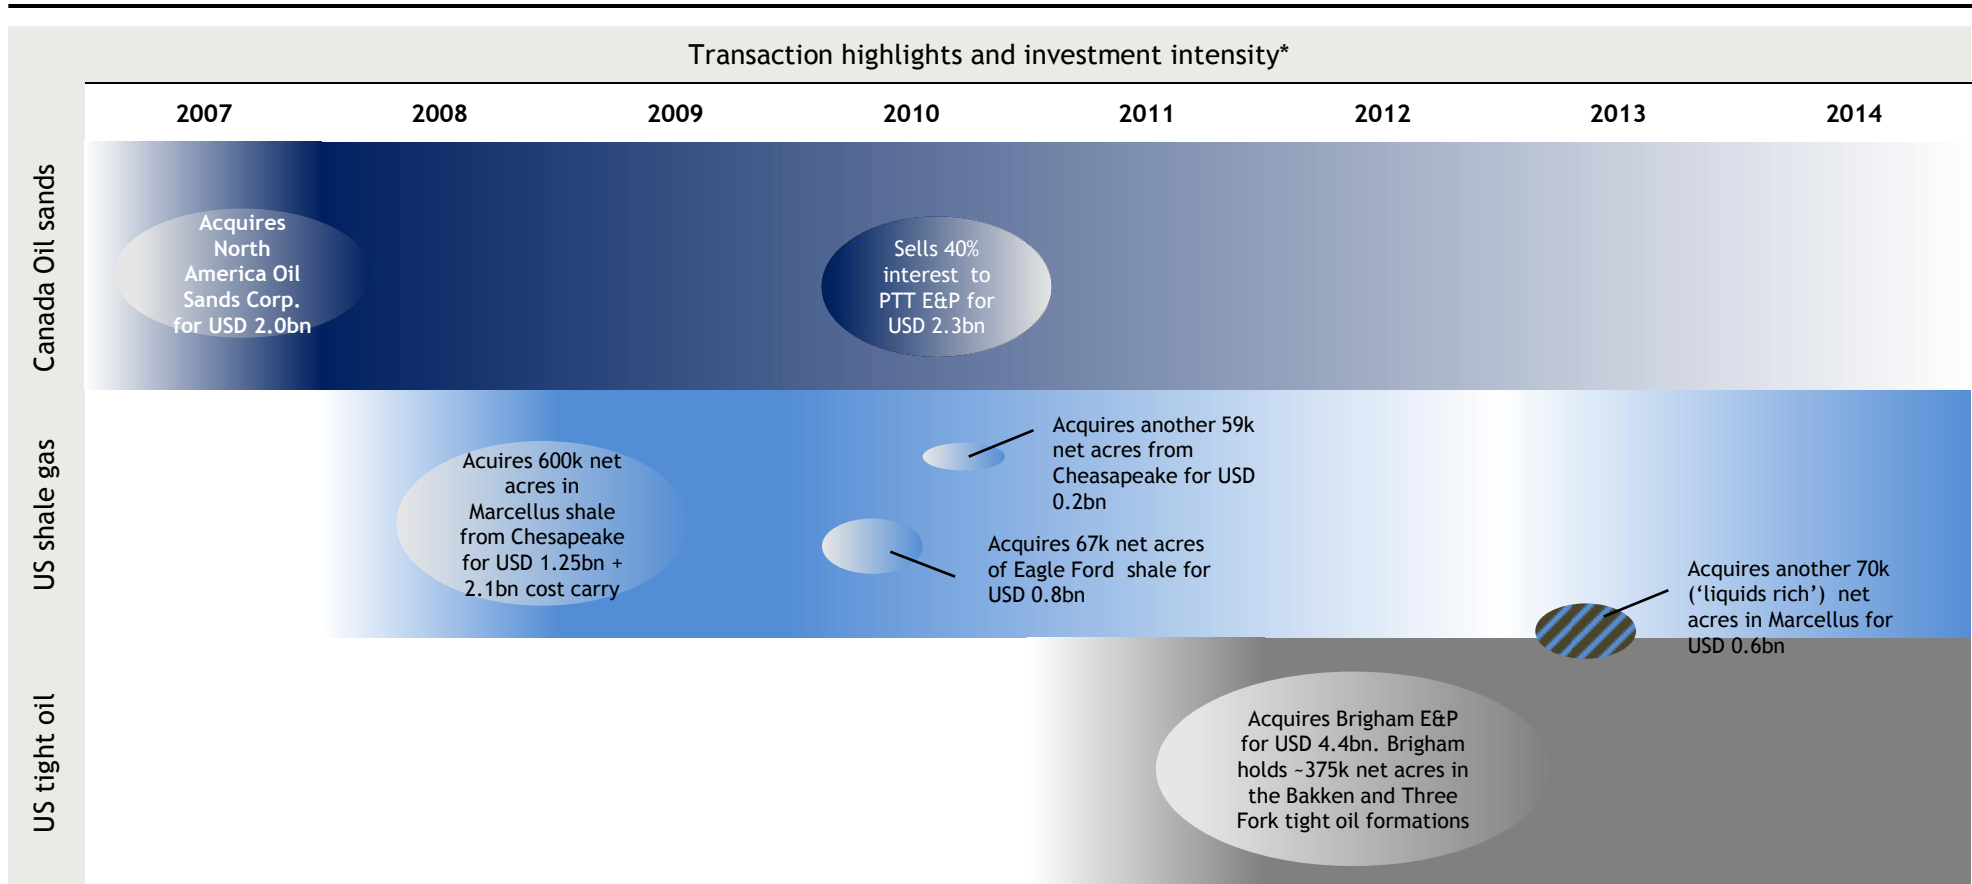 Transaction highlights and investment intensity*
2007 2008 2009 2010 2011 2012 2013 2014
Canada Oil sands
Acquires
North
America Oil
Sands Corp.
for USD 2.0bn
Sells 40%
interest to
PTT E&P for
USD 2.3bn
US shale gas
Acuires 600k net
acres in
Marcellus shale
from Chesapeake
for USD 1.25bn +
2.1bn cost carry
Acquires another 59k
net acres from
Cheasapeake for USD
0.2bn
Acquires 67k net acres
of Eagle Ford shale for
USD 0.8bn
Acquires another 70k
(‘liquids rich’) net
acres in Marcellus for
USD 0.6bn
US tight oil
Acquires Brigham E&P
for USD 4.4bn. Brigham
holds ~375k net acres in
the Bakken and Three
Fork tight oil formations